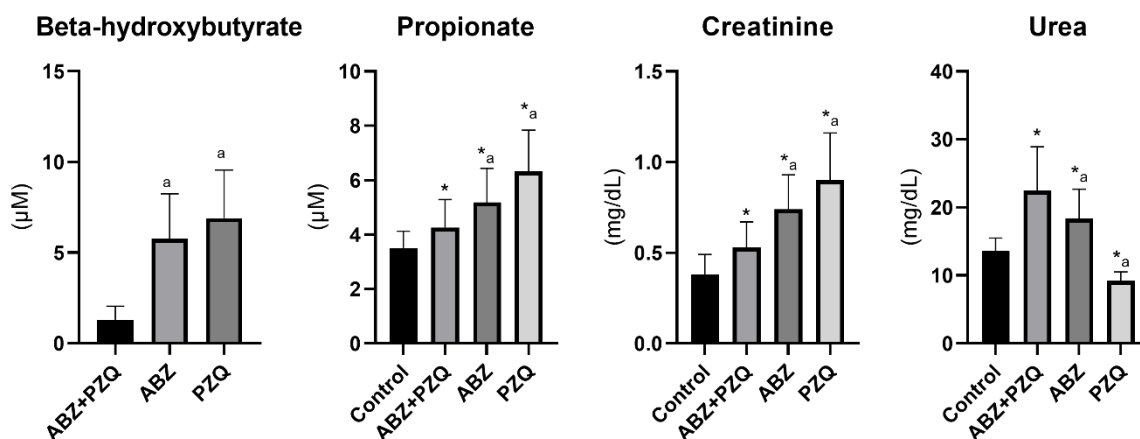 Beta-hydroxybutyrate
15
10
5
0
(µM)
a
a
ABZ+PZQ
ABZ
PZQ
Propionate
10
8
6
4
2
0
(µM)
*
*a
*a
Control
ABZ+PZQ
ABZ
PZQ
Creatinine
1.5
1.0
0.5
0.0
(mg/dL)
*
*a
*a
Control
ABZ+PZQ
ABZ
PZQ
Urea
40
30
20
10
0
(mg/dL)
*
*a
*a
Control
ABZ+PZQ
ABZ
PZQ